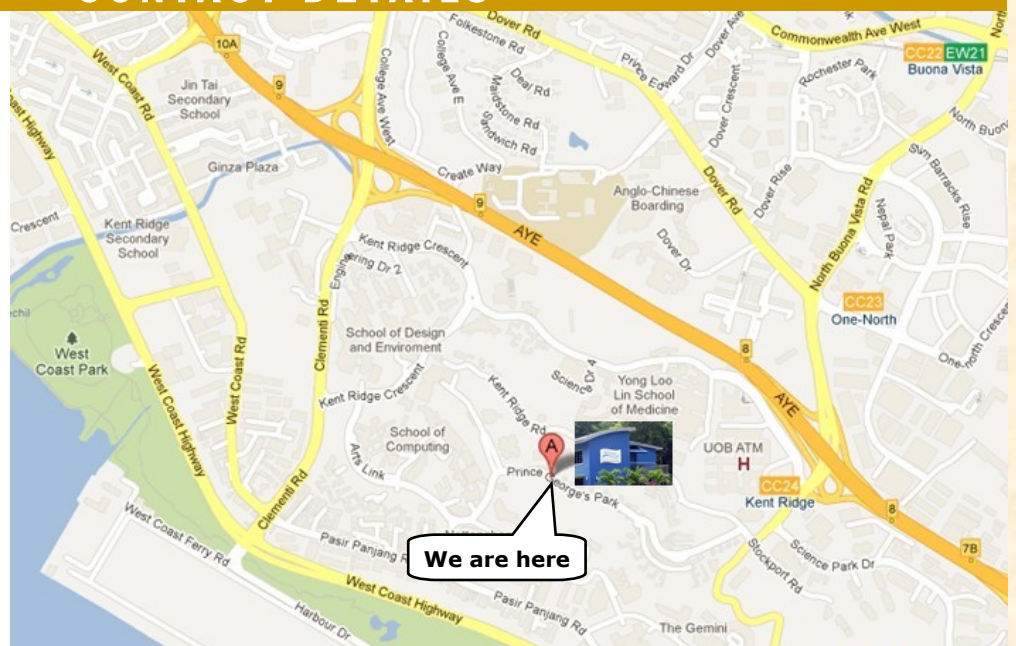 CONTACT DETAILS
Folkestone Rd
Dover Rd
Dover Ave
Commonwealth Ave West
10A
College Ave E
College Ave West
Deal Rd
Prince Edward Dr
CC22 EW21
Buona Vista
West Coast Rd
Jin Tai
Secondary
School
9
Maidstone Rd
Sandwich Rd
Dover Crescent
Rochester Park
North Buona
Highway
Ginza Plaza
Create Way
Anglo-Chinese
Boarding
Dover Rd
Dover Rise
Slim Barracks Rise
Nepal Park
Crescent
Kent Ridge
Secondary
School
9
AYE
Kent Ridge Crescent
Dover Dr
North Buona Vista Rd
CC23
One-North
West
Coast Park
West Coast Rd
Clementi Rd
School of Design
and Enviroment
8
One-north Crescent
Kent Ridge Crescent
Kent Ridge Rd
Science Dr 4
Yong Loo
Lin School
of Medicine
AYE
West Coast Highway
School of
Computing
Arts Link
A
UOB ATM
H
Prince George's Park
CC24
Kent Ridge
8
Clementi Rd
West Coast Ferry Rd
Pasir Panjang
We are here
7B
Science Park Dr
Stockport Rd
West Coast Highway
Pasir Panjang Rd
Harbour Dr
The Gemini